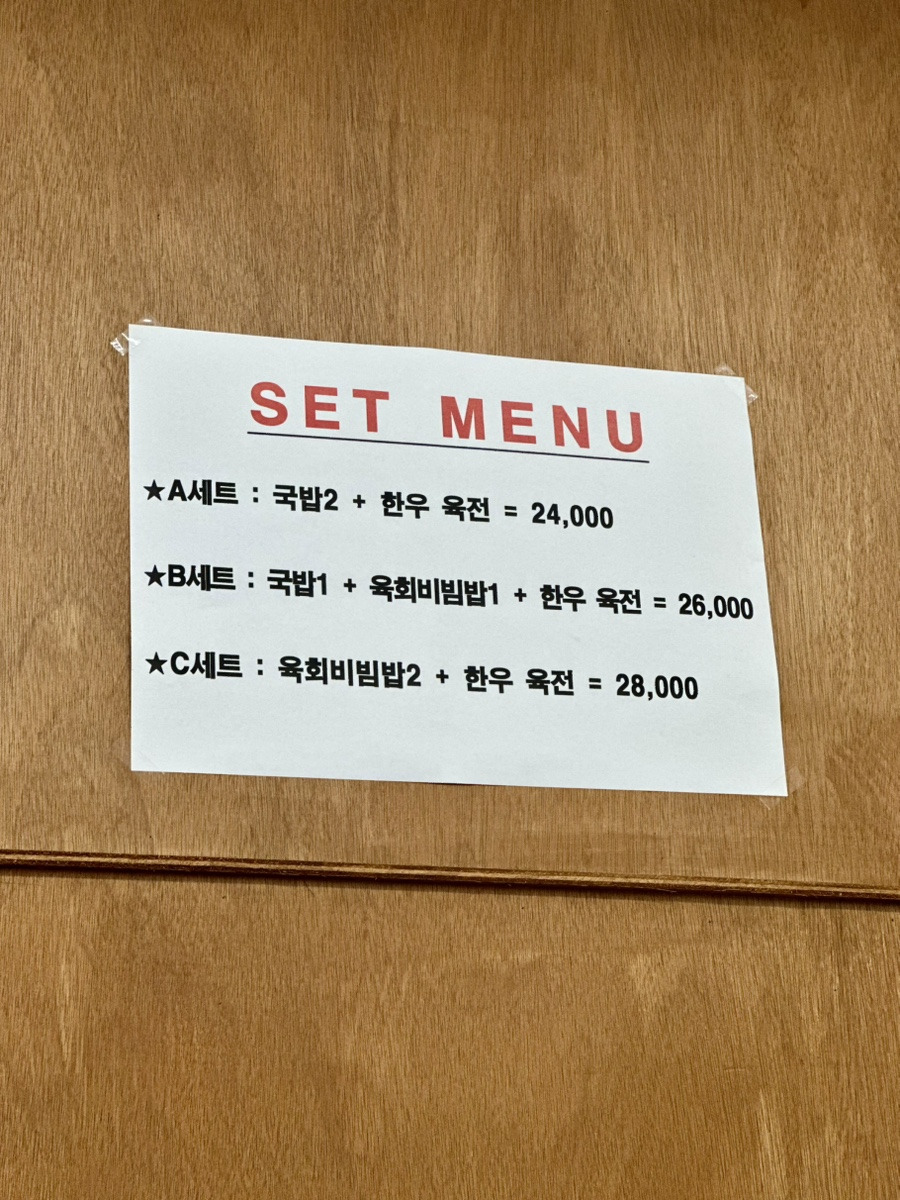 SET MENU
★A세트 : 국밥2 + 한우 육전 = 24,000
★B세트 : 국밥1 + 육회비빔밥1 + 한우 육전 = 26,000
★C세트 : 육회비빔밥2 + 한우 육전 = 28,000